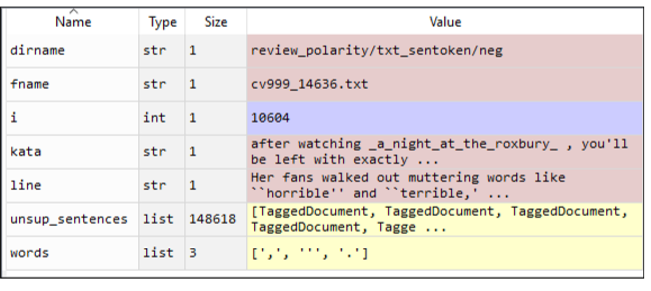 Name Type Size Value
dirname str 1 review_polarity/txt_sentoken/neg
fname str 1 cv999_14636.txt
i int 1 10604
kata str 1 after watching _a_night_at_the_roxbury_ , you'll
be left with exactly ...
line str 1 Her fans walked out muttering words like
``horrible'' and ``terrible,' ...
unsup_sentences list 148618 [TaggedDocument, TaggedDocument, TaggedDocument,
TaggedDocument, Tagge ...
words list 3 [',', ''', '.']